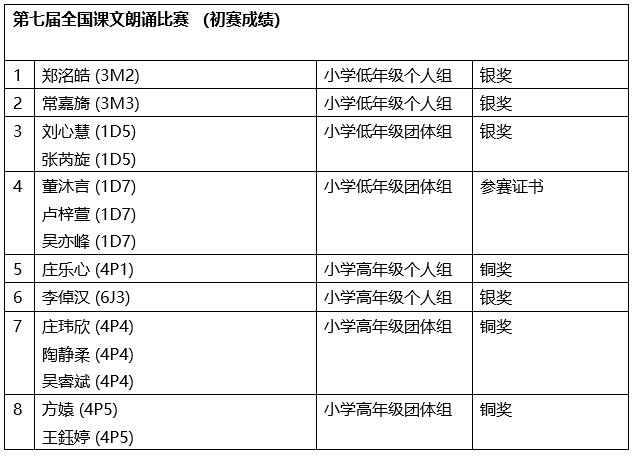 第七届全国课文朗诵比赛 (初赛成绩)
1 郑洺皓 (3M2) 小学低年级个人组 银奖
2 常嘉旖 (3M3) 小学低年级个人组 银奖
3 刘心慧 (1D5) 小学低年级团体组 银奖
张芮旋 (1D5)
4 董沐言 (1D7) 小学低年级团体组 参赛证书
卢梓萱 (1D7)
吴亦峰 (1D7)
5 庄乐心 (4P1) 小学高年级个人组 铜奖
6 李倬汉 (6J3) 小学高年级个人组 银奖
7 庄玮欣 (4P4) 小学高年级团体组 铜奖
陶静柔 (4P4)
吴睿斌 (4P4)
8 方媴 (4P5) 小学高年级团体组 铜奖
王鈺婷 (4P5)